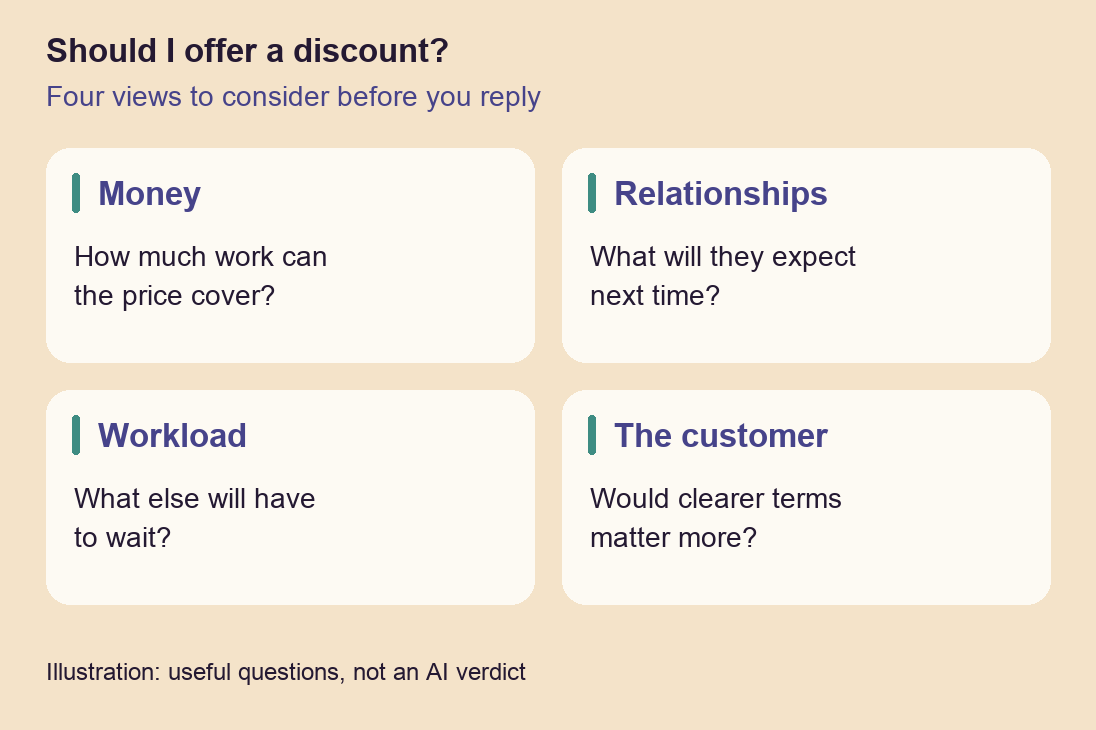 Should I offer a discount?
Four views to consider before you reply
Money
How much work can
the price cover?
Relationships
What will they expect
next time?
Workload
What else will have
to wait?
The customer
Would clearer terms
matter more?
Illustration: useful questions, not an AI verdict